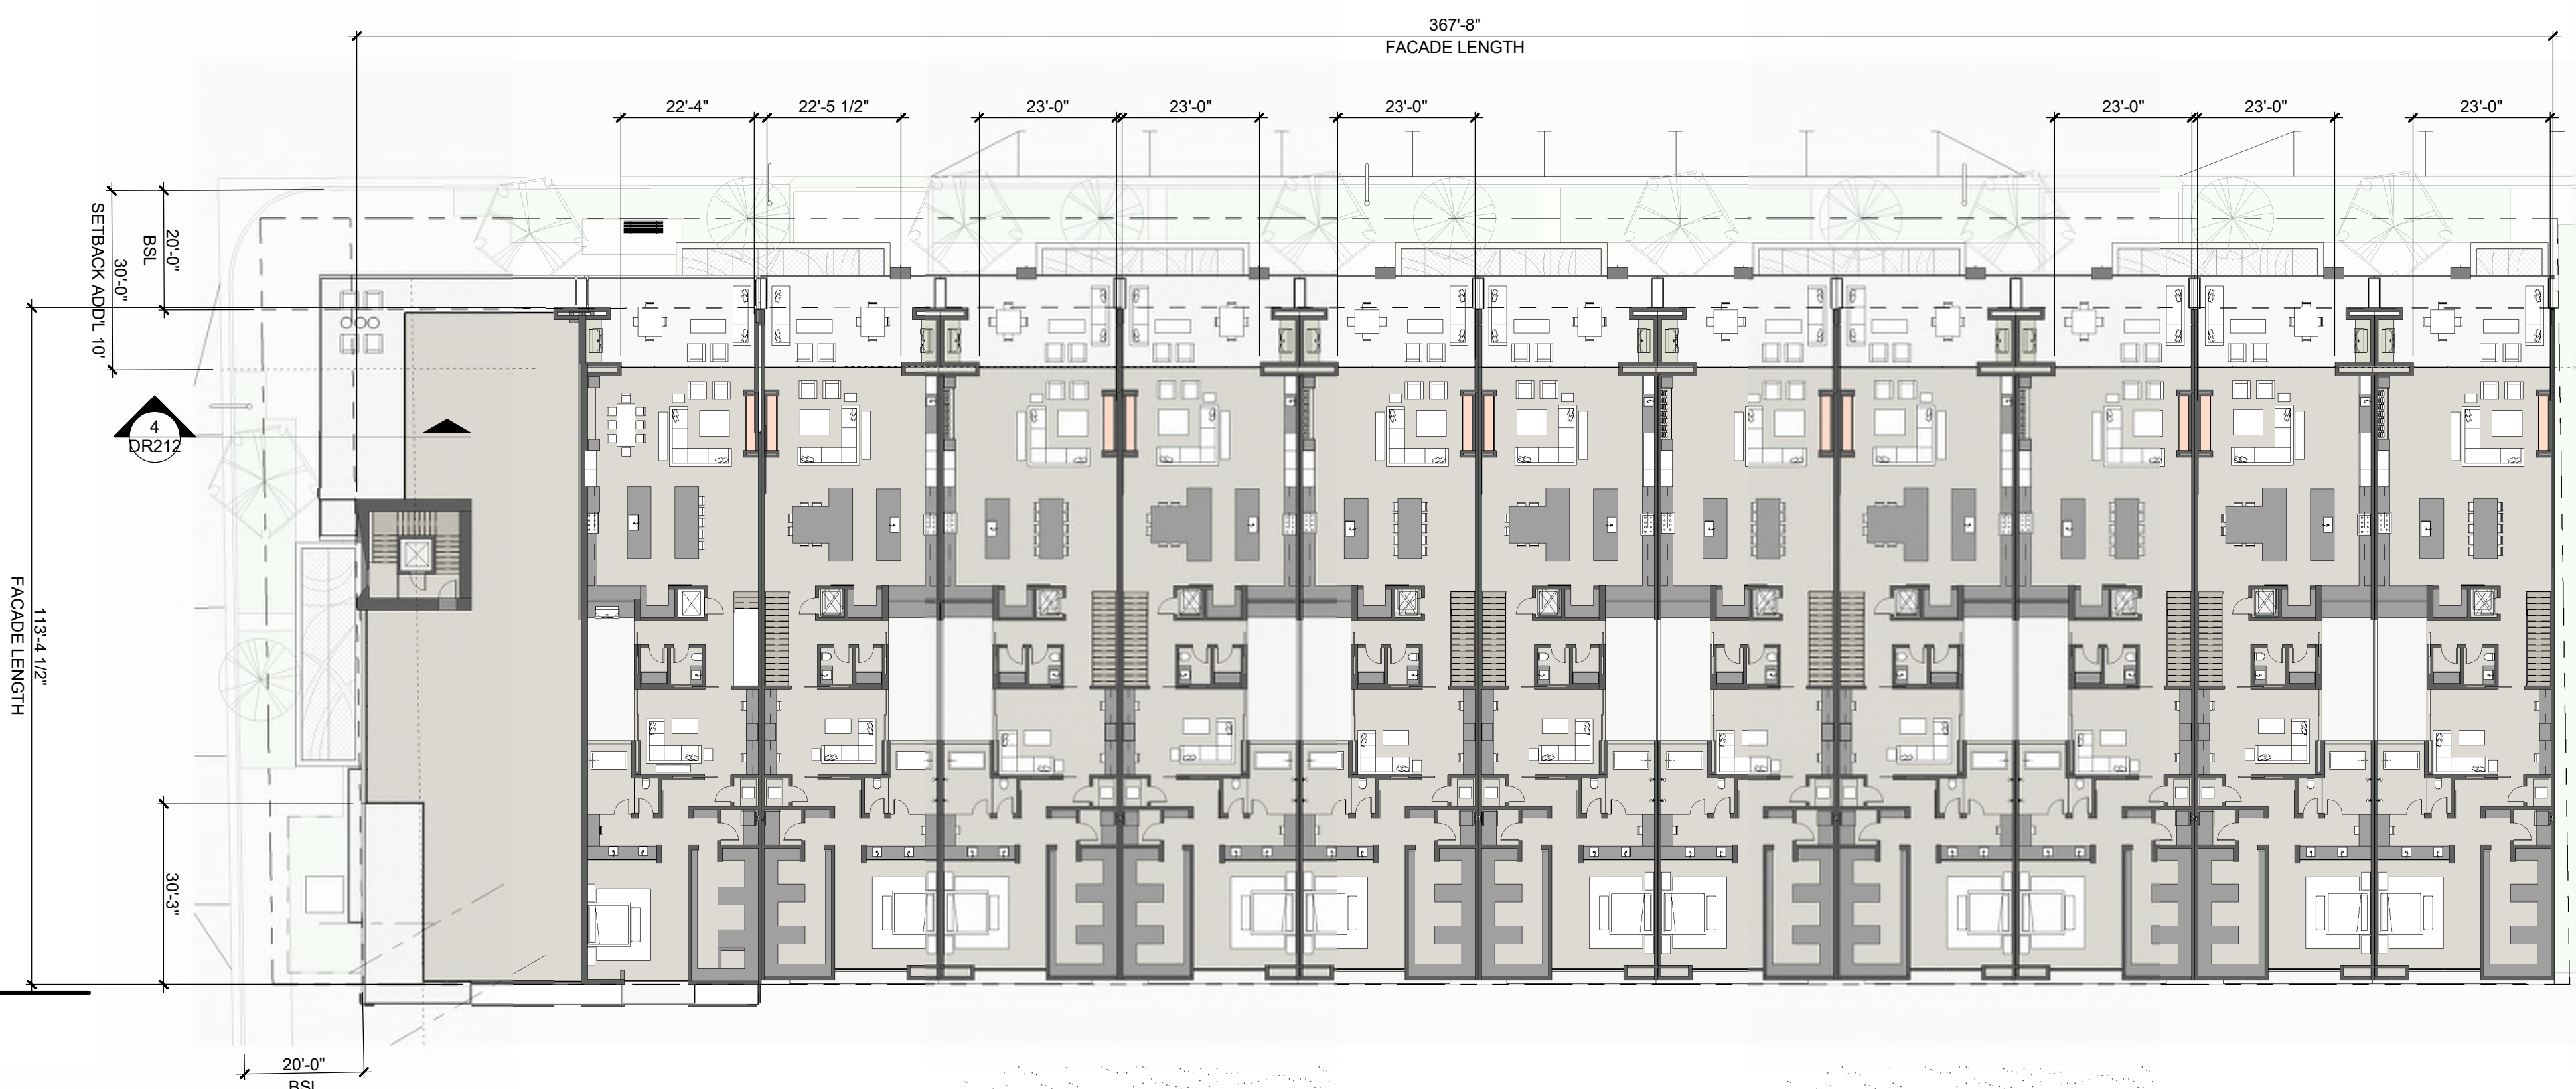 367'-8"
FACADE LENGTH
22'-4"
22'-5 1/2"
23'-0"
23'-0"
23'-0"
23'-0"
23'-0"
23'-0"
SETBACK ADD'L 10'
30'-0"
BSL
20'-0"
4
DR212
FACADE LENGTH
113'-4 1/2"
30'-3"
20'-0"
BSL